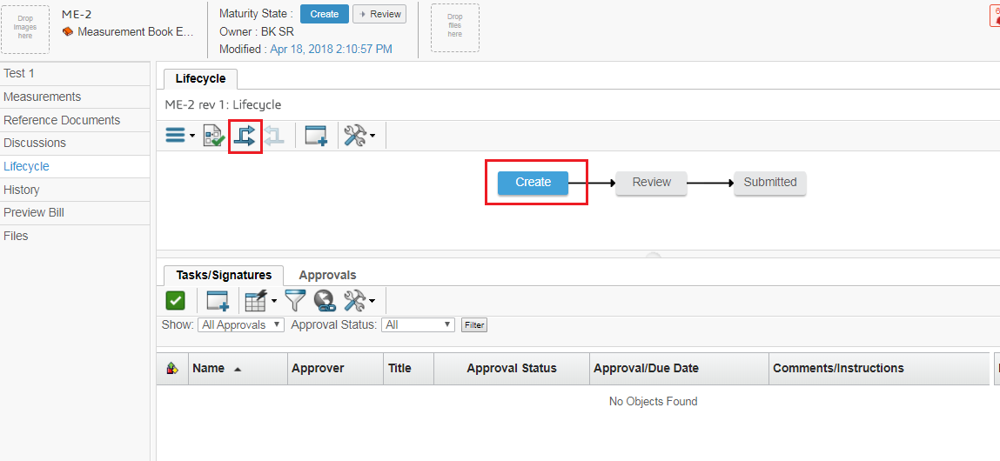 Drop
Images
here
ME-2
Measurement Book E...
Maturity State : Create Review
Owner : BK SR
Modified : Apr 18, 2018 2:10:57 PM
Drop
files
here
6
Test 1
Measurements
Reference Documents
Discussions
Lifecycle
History
Preview Bill
Files
Lifecycle
ME-2 rev 1: Lifecycle
Create Review Submitted
Tasks/Signatures Approvals
Show: All Approvals Approval Status: All Filter
Name Approver Title Approval Status Approval/Due Date Comments/Instructions
No Objects Found